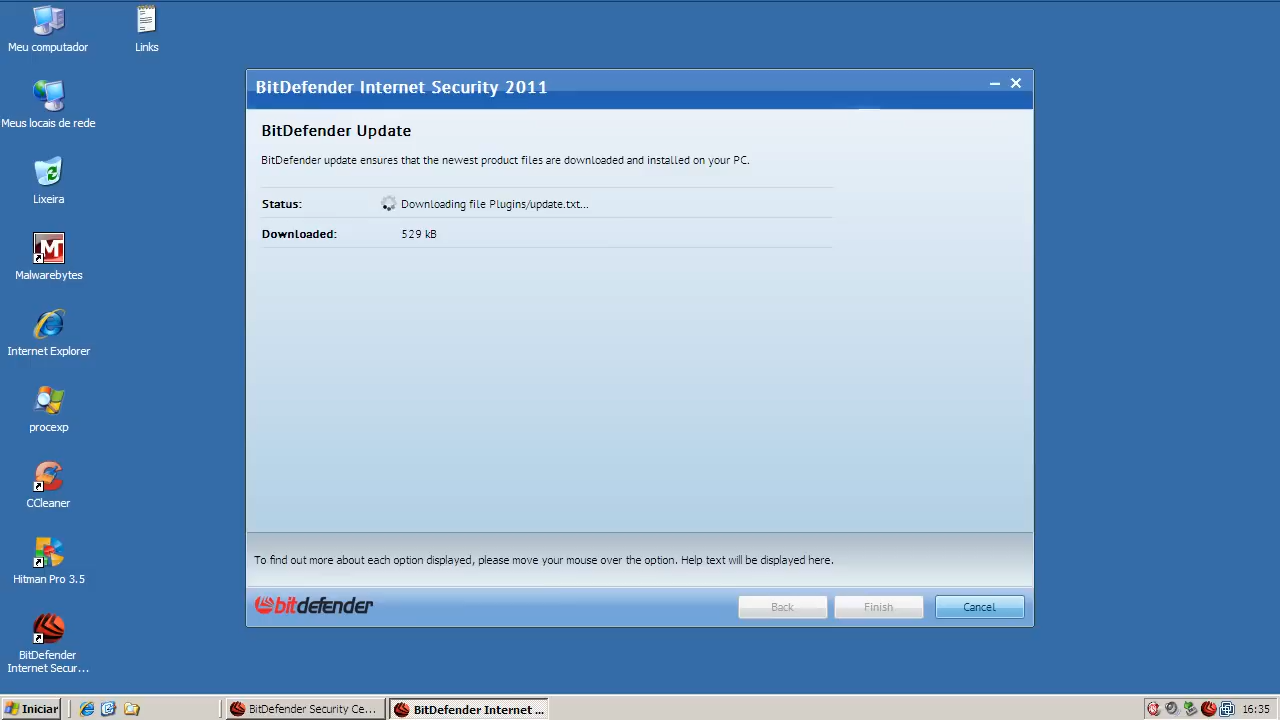 Meu computador
Links
Meus locais de rede
Lixeira
Malwarebytes
Internet Explorer
procexp
CCleaner
Hitman Pro 3.5
BitDefender
Internet Secur...
BitDefender Internet Security 2011
BitDefender Update
BitDefender update ensures that the newest product files are downloaded and installed on your PC.
Status: Downloading file Plugins/update.txt...
Downloaded: 529 kB
To find out more about each option displayed, please move your mouse over the option. Help text will be displayed here.
bitdefender
Back
Finish
Cancel
Iniciar
BitDefender Security Ce...
BitDefender Internet ...
16:35